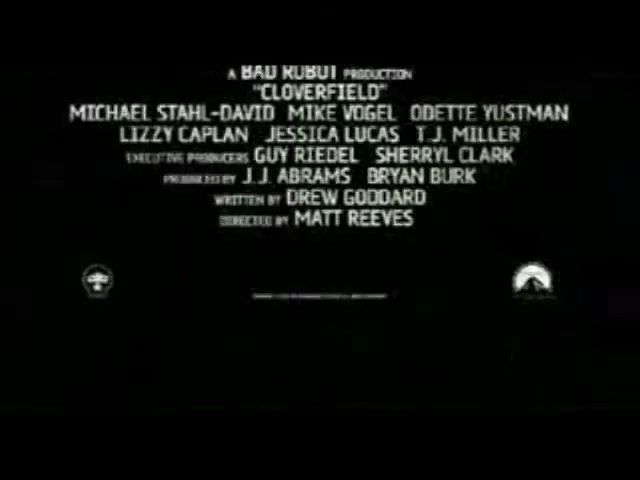 A BAD ROBOT PRODUCTION
"CLOVERFIELD"
MICHAEL STAHL-DAVID MIKE VOGEL ODETTE YUSTMAN
LIZZY CAPLAN JESSICA LUCAS T.J. MILLER
EXECUTIVE PRODUCERS GUY RIEDEL SHERRYL CLARK
PRODUCED BY J.J. ABRAMS BRYAN BURK
WRITTEN BY DREW GODDARD
DIRECTED BY MATT REEVES